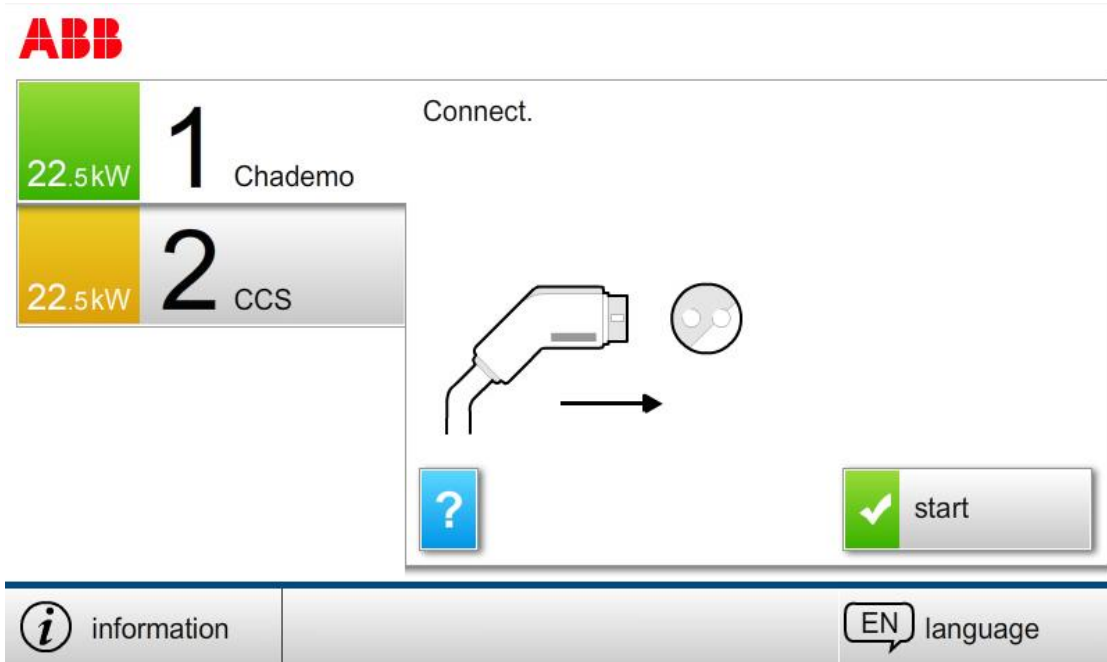 ABB
Connect.
22.5kW 1 Chademo
22.5kW 2 CCS
?
start
i information
EN language